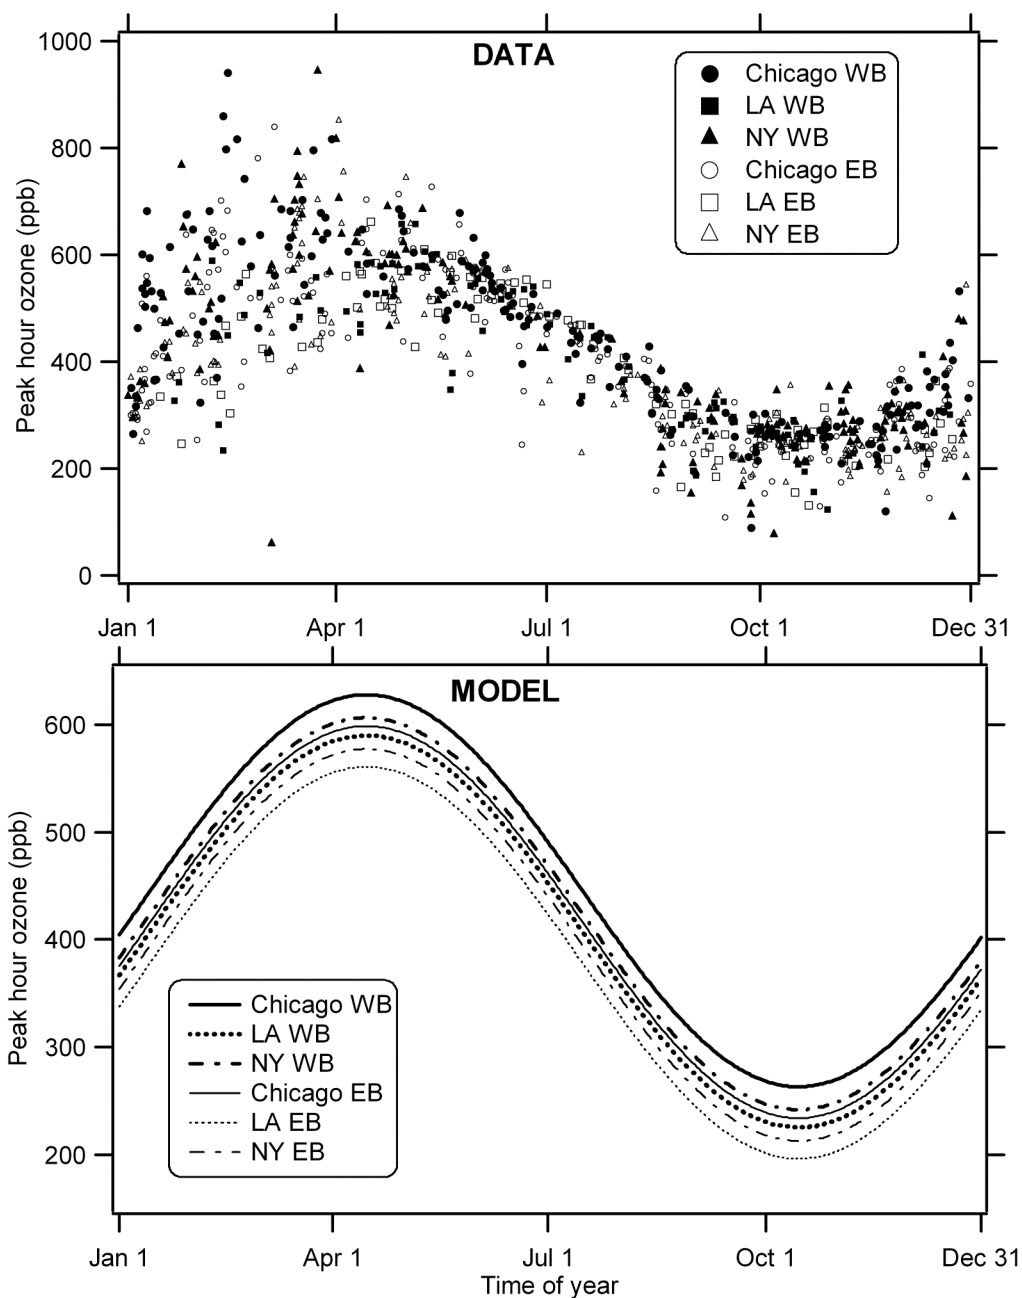 DATA
Peak hour ozone (ppb)
1000
800
600
400
200
0
Chicago WB
LA WB
NY WB
Chicago EB
LA EB
NY EB
Jan 1 Apr 1 Jul 1 Oct 1 Dec 31
MODEL
Peak hour ozone (ppb)
600
500
400
300
200
Chicago WB
LA WB
NY WB
Chicago EB
LA EB
NY EB
Jan 1 Apr 1 Jul 1 Oct 1 Dec 31
Time of year